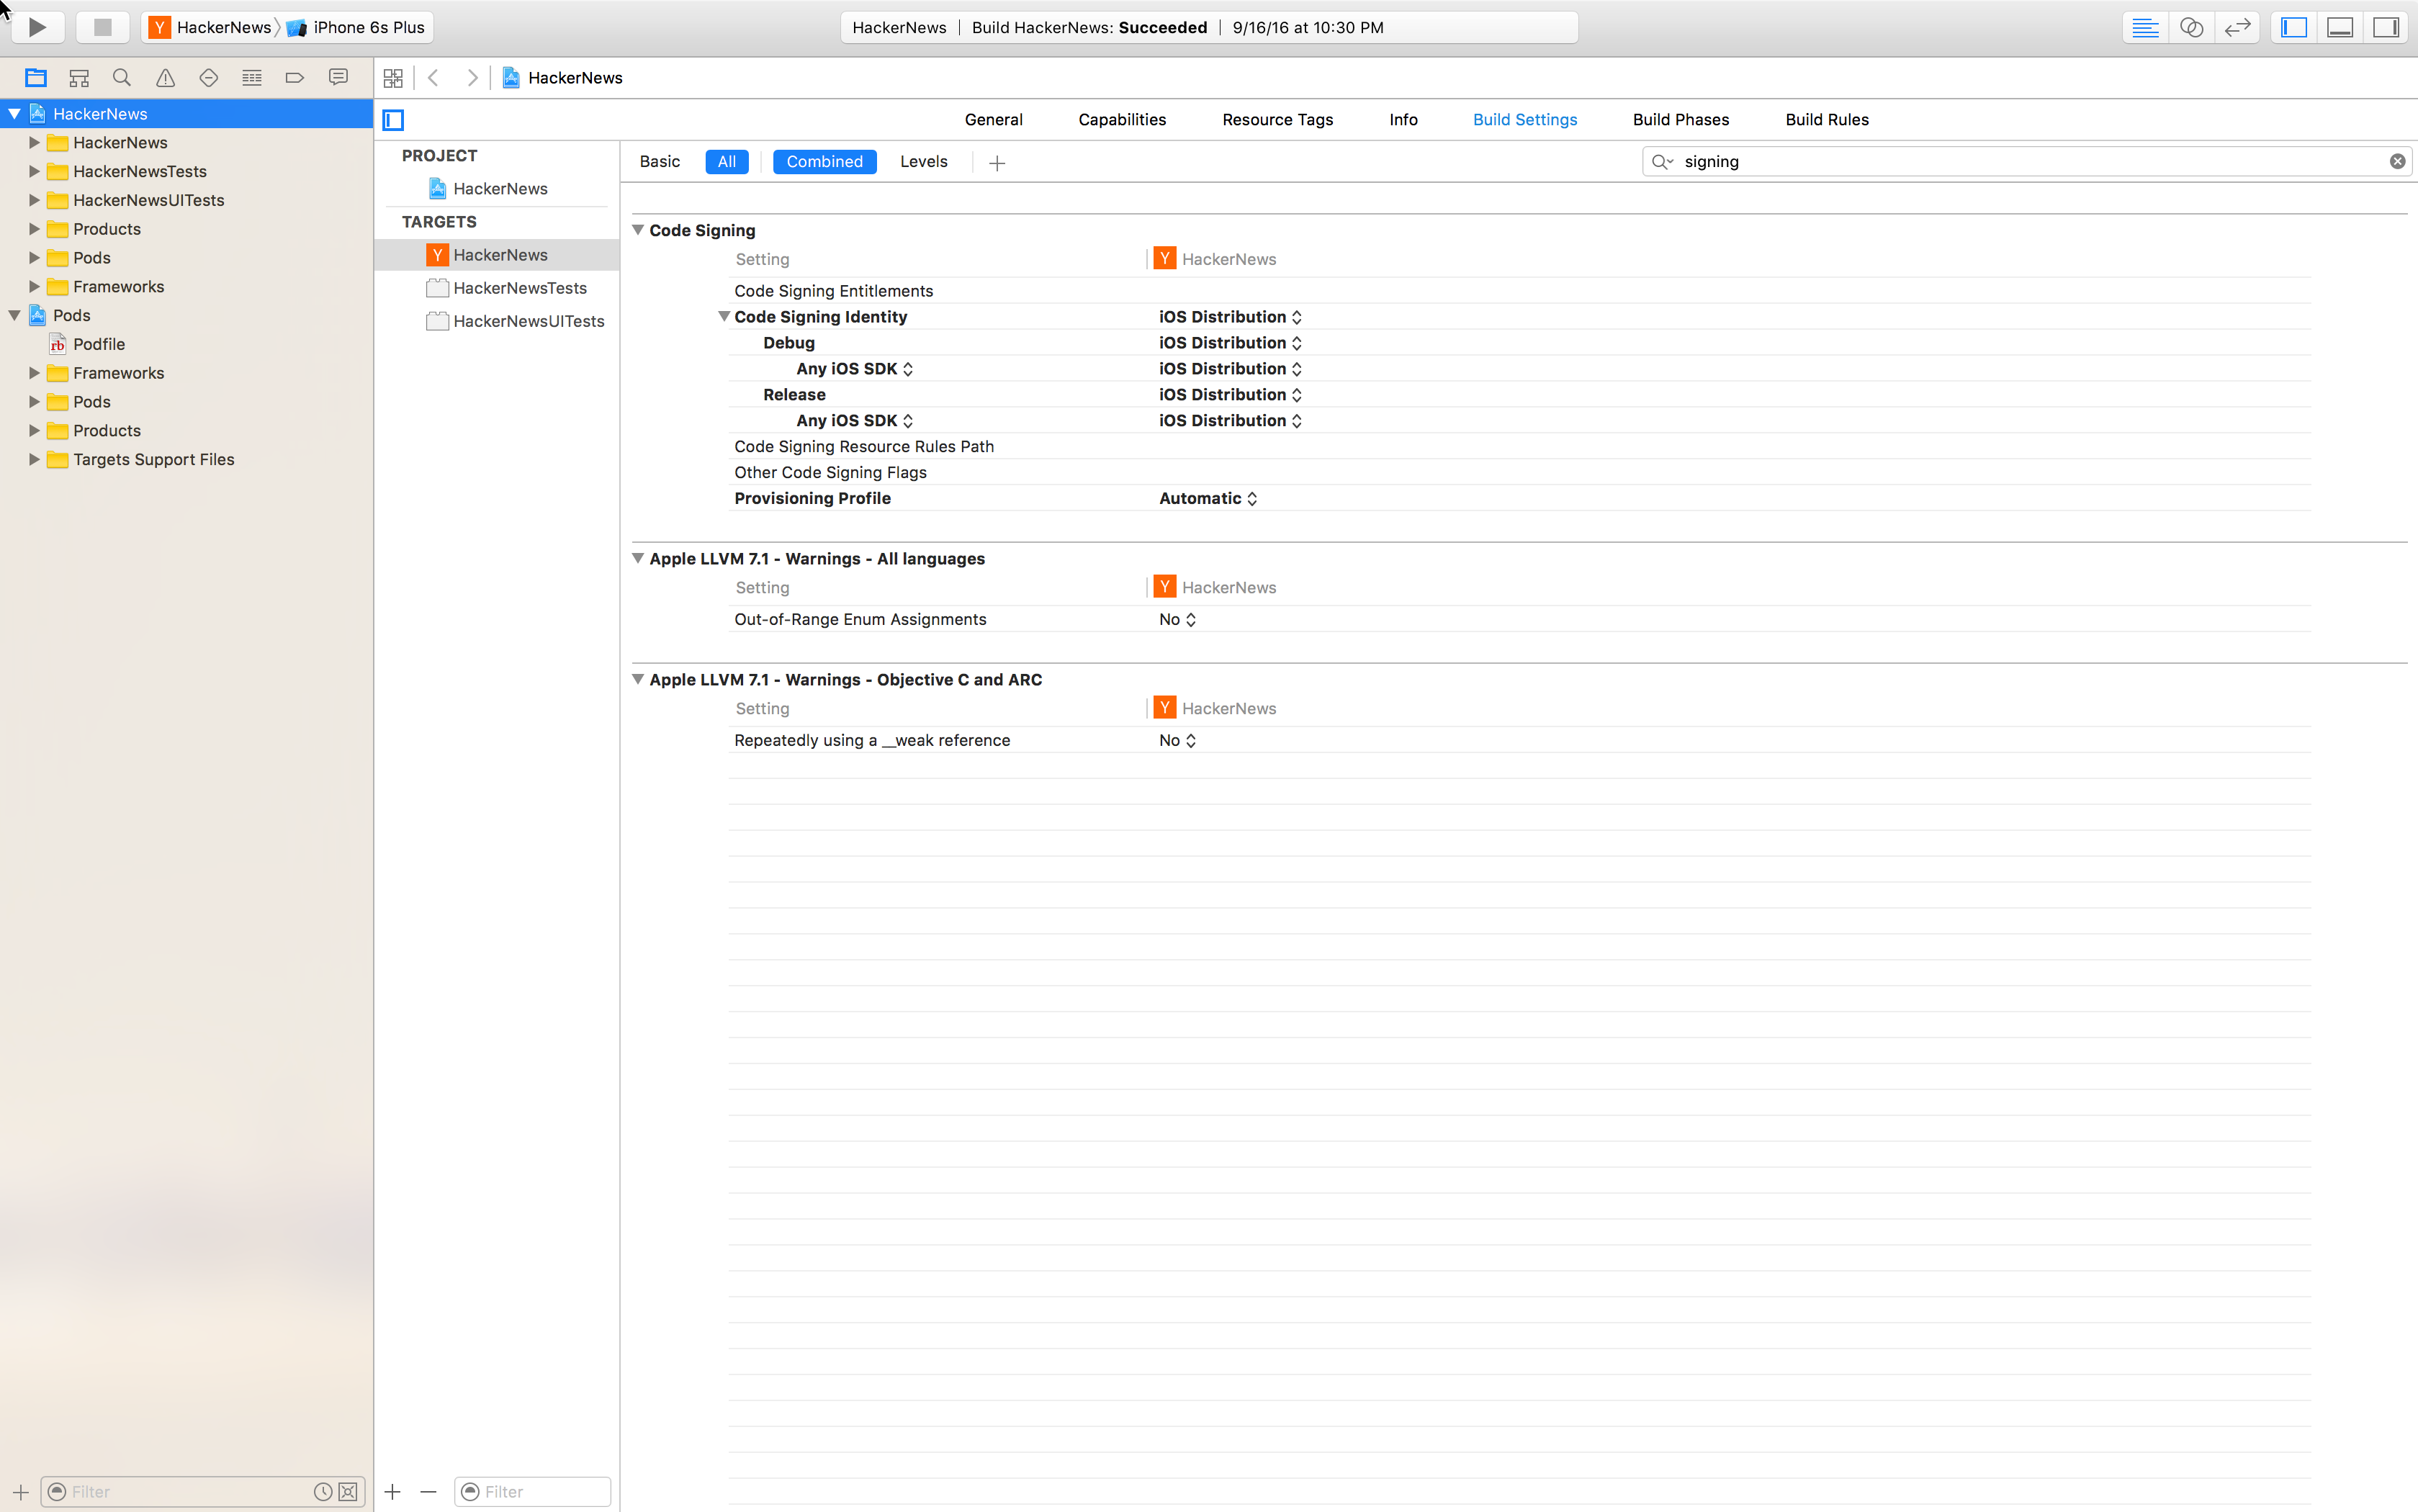 Y HackerNews iPhone 6s Plus
HackerNews | Build HackerNews: Succeeded | 9/16/16 at 10:30 PM
HackerNews
HackerNews
HackerNews
HackerNewsTests
HackerNewsUITests
Products
Pods
Frameworks
Pods
rb Podfile
Frameworks
Pods
Products
Targets Support Files
Filter
General Capabilities Resource Tags Info Build Settings Build Phases Build Rules
PROJECT
HackerNews
TARGETS
Y HackerNews
HackerNewsTests
HackerNewsUITests
Filter
Basic All Combined Levels signing
Code Signing
Setting Y HackerNews
Code Signing Entitlements
Code Signing Identity iOS Distribution
Debug iOS Distribution
Any iOS SDK iOS Distribution
Release iOS Distribution
Any iOS SDK iOS Distribution
Code Signing Resource Rules Path
Other Code Signing Flags
Provisioning Profile Automatic
Apple LLVM 7.1 - Warnings - All languages
Setting Y HackerNews
Out-of-Range Enum Assignments No
Apple LLVM 7.1 - Warnings - Objective C and ARC
Setting Y HackerNews
Repeatedly using a __weak reference No